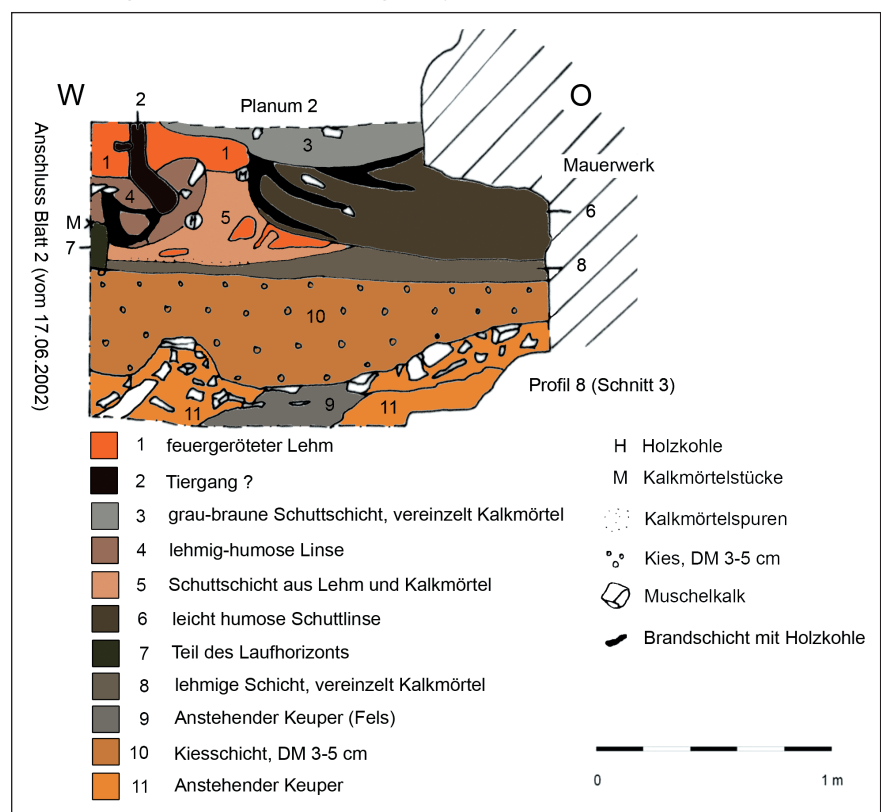 W
2
Planum 2
O
1
1
3
M
Mauerwerk
4
5
H
6
M
7
8
10
Anschluss Blatt 2 (vom 17.06.2002)
Profil 8 (Schnitt 3)
11
9
11
1 feuergeröteter Lehm
2 Tiergang ?
3 grau-braune Schuttschicht, vereinzelt Kalkmörtel
4 lehmig-humose Linse
5 Schuttschicht aus Lehm und Kalkmörtel
6 leicht humose Schuttlinse
7 Teil des Laufhorizonts
8 lehmige Schicht, vereinzelt Kalkmörtel
9 Anstehender Keuper (Fels)
10 Kiesschicht, DM 3-5 cm
11 Anstehender Keuper
H Holzkohle
M Kalkmörtelstücke
Kalkmörtelspuren
Kies, DM 3-5 cm
Muschelkalk
Brandschicht mit Holzkohle
0
1 m